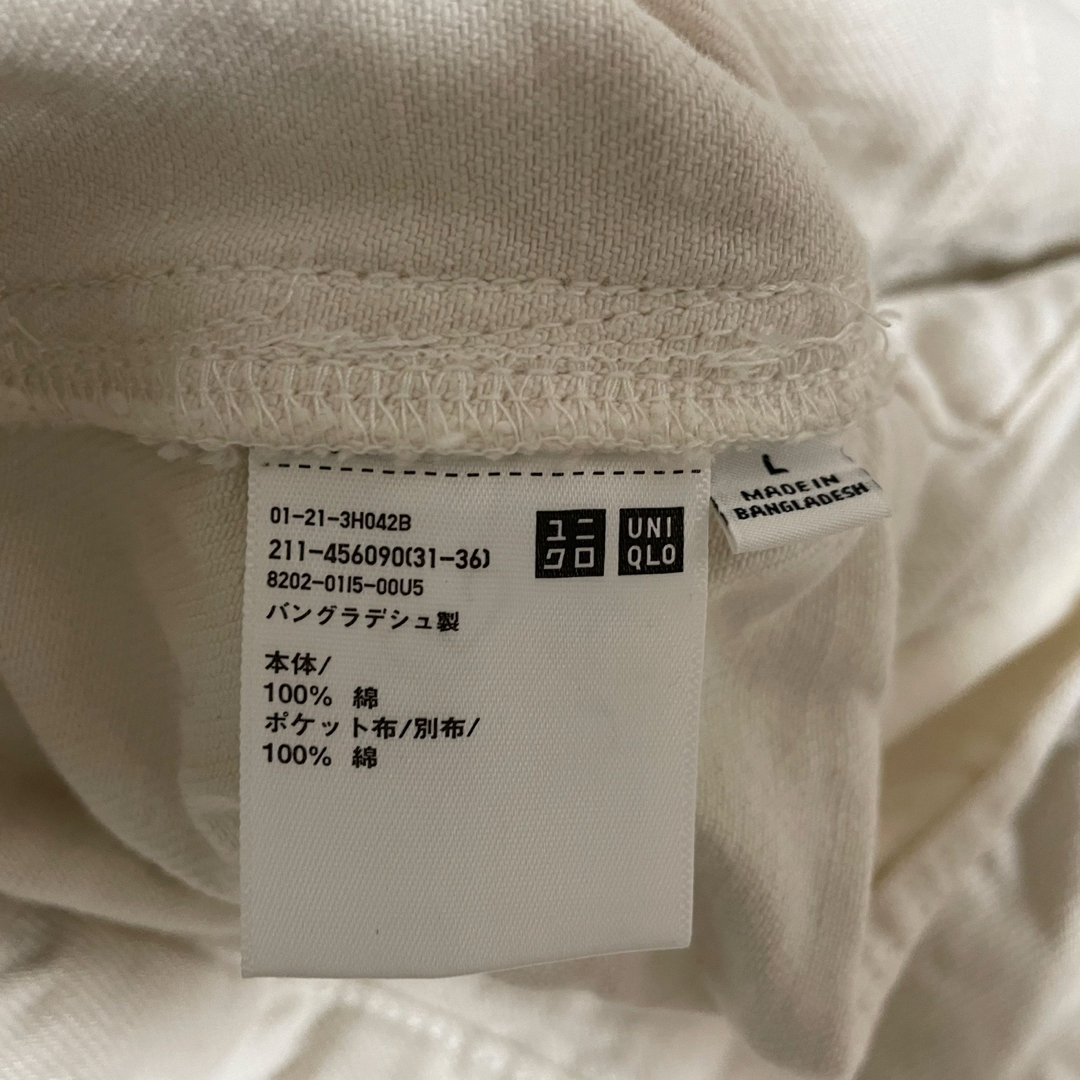 01-21-3H042B
211-456090(31-36)
8202-01I5-00U5
バングラデシュ製
本体/
100% 綿
ポケット布/別布/
100% 綿
ユニ
クロ
UNI
QLO
L
MADE IN
BANGLADESH